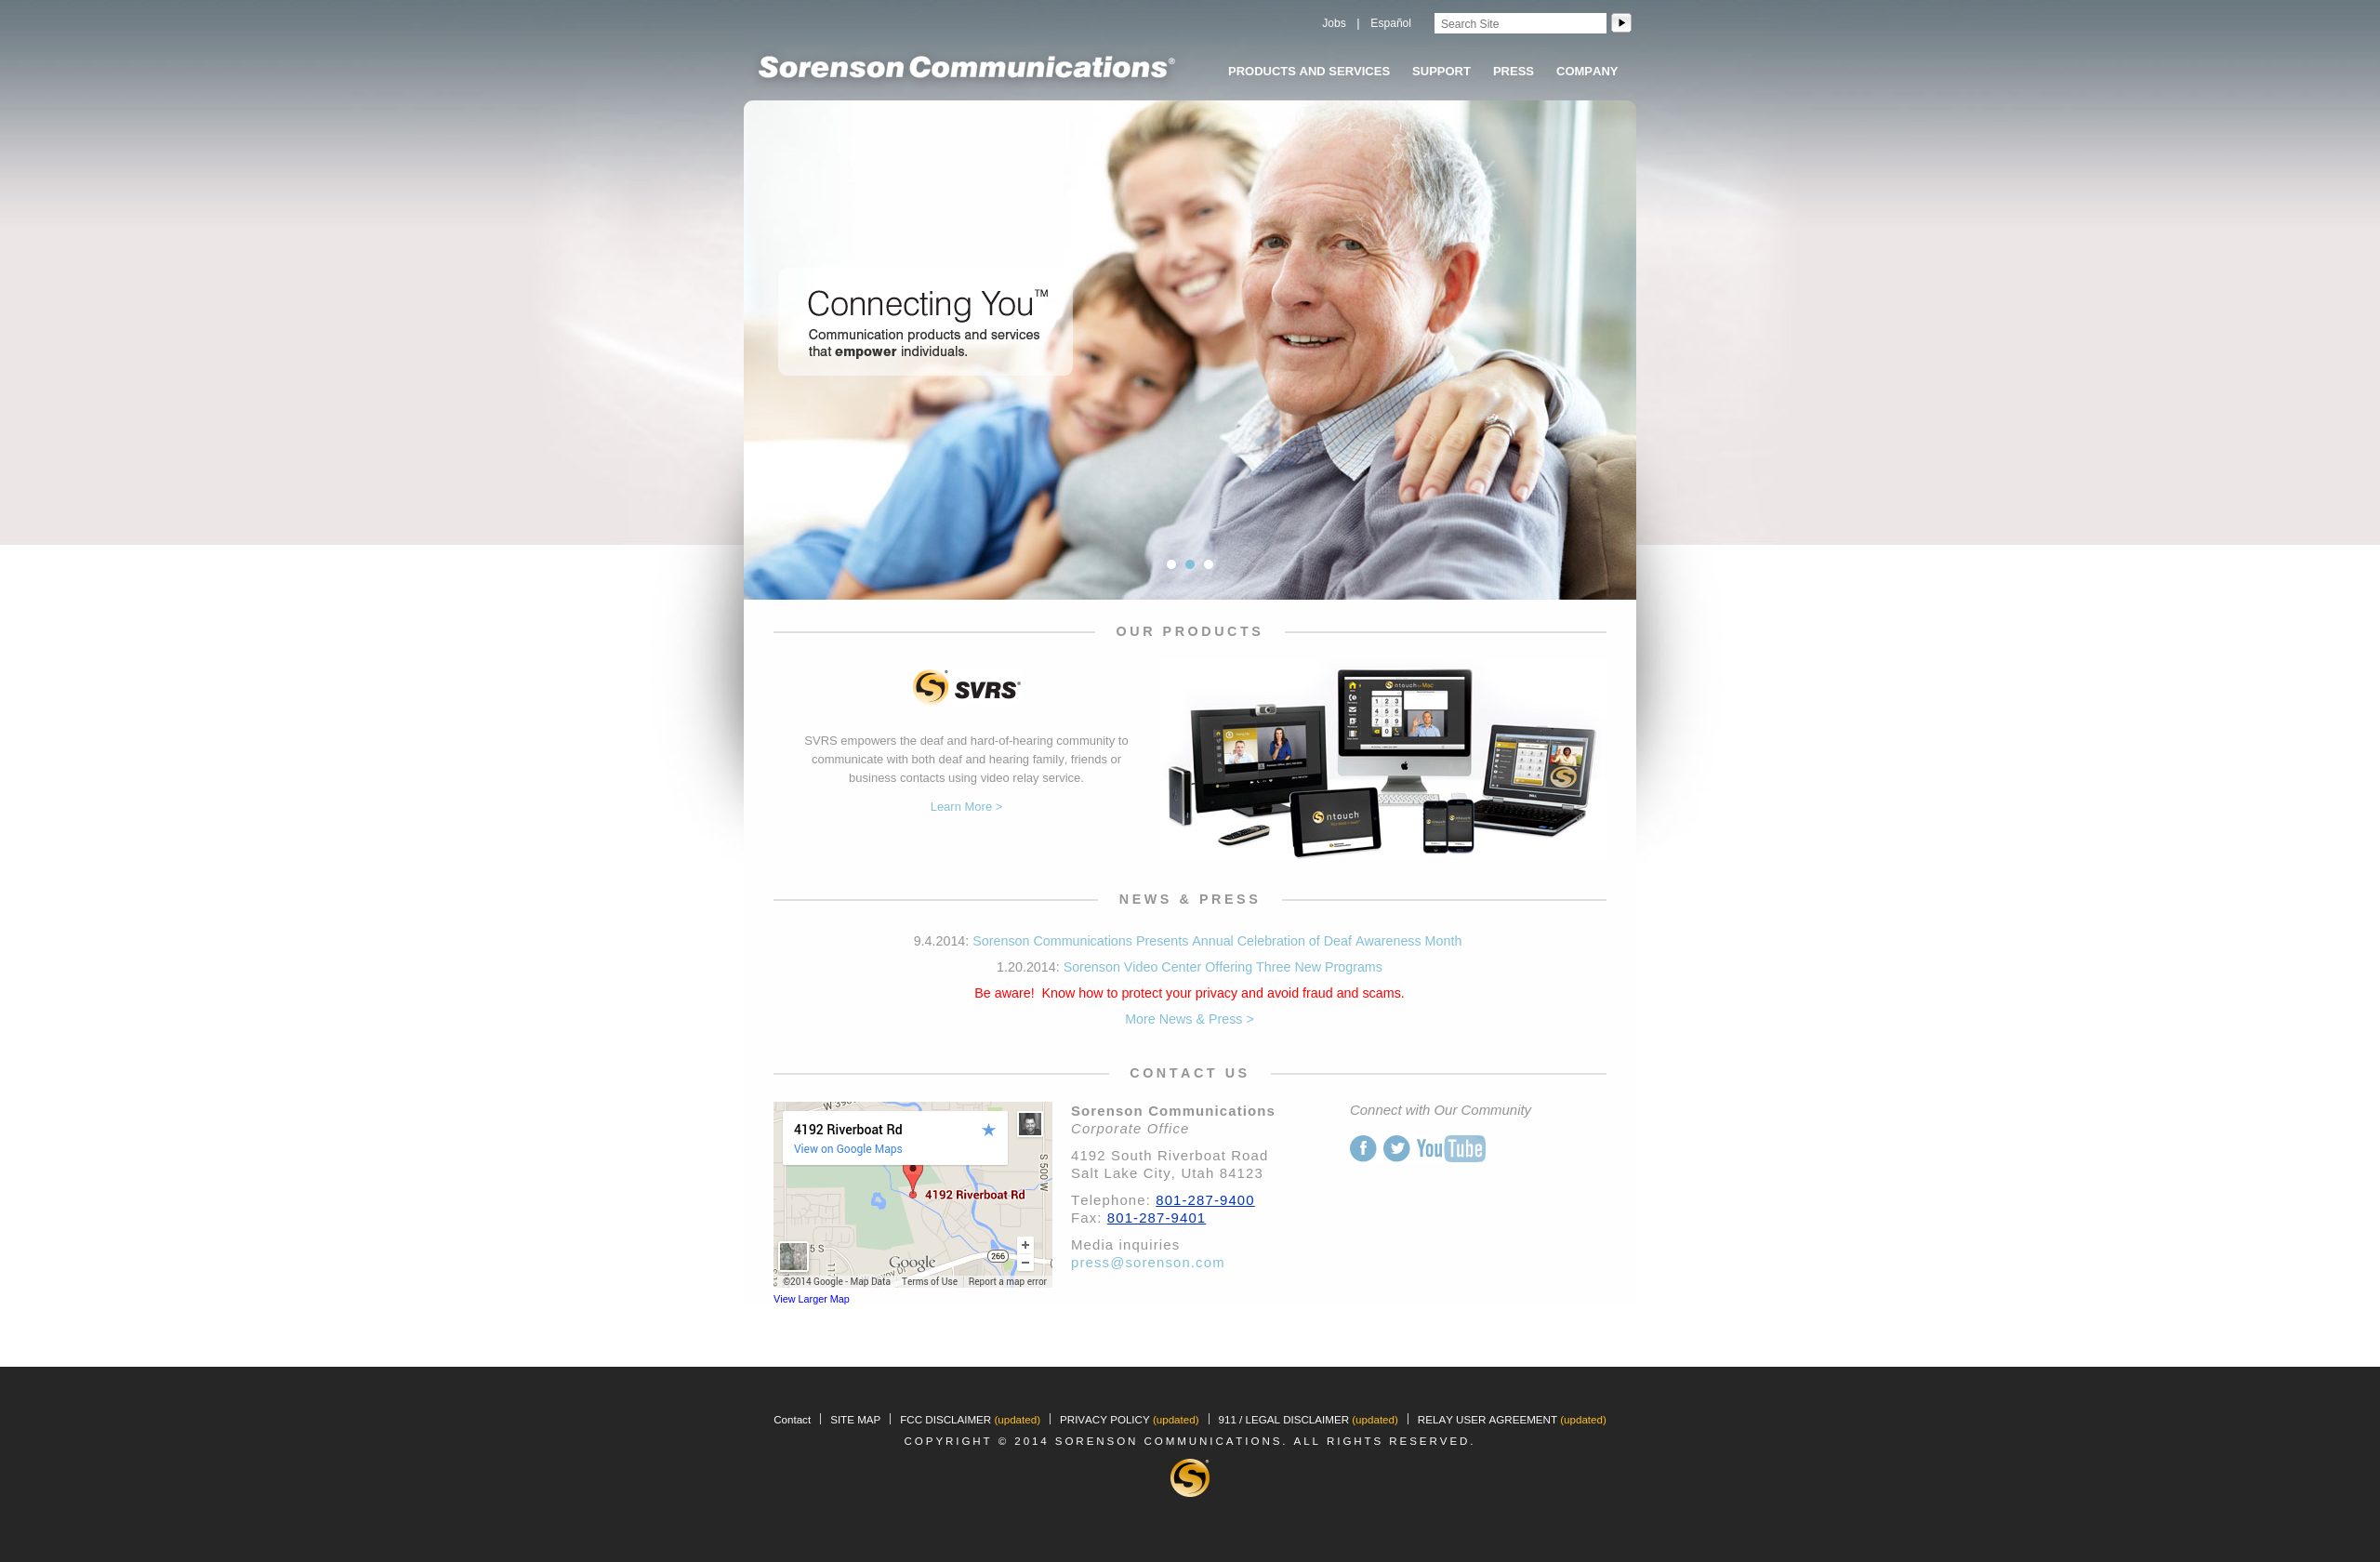 Jobs | Español Search Site
Sorenson Communications®
PRODUCTS AND SERVICES SUPPORT PRESS COMPANY
Connecting You™
Communication products and services
that empower individuals.
OUR PRODUCTS
SVRS®
SVRS empowers the deaf and hard-of-hearing community to
communicate with both deaf and hearing family, friends or
business contacts using video relay service.
Learn More >
ntouch
NEWS & PRESS
9.4.2014: Sorenson Communications Presents Annual Celebration of Deaf Awareness Month
1.20.2014: Sorenson Video Center Offering Three New Programs
Be aware!  Know how to protect your privacy and avoid fraud and scams.
More News & Press >
CONTACT US
4192 Riverboat Rd
View on Google Maps
S 500 W
4192 Riverboat Rd
5 S
Google
266
©2014 Google - Map Data Terms of Use Report a map error
View Larger Map
Sorenson Communications
Corporate Office
4192 South Riverboat Road
Salt Lake City, Utah 84123
Telephone: 801-287-9400
Fax: 801-287-9401
Media inquiries
press@sorenson.com
Connect with Our Community
YouTube
Contact SITE MAP FCC DISCLAIMER (updated) PRIVACY POLICY (updated) 911 / LEGAL DISCLAIMER (updated) RELAY USER AGREEMENT (updated)
COPYRIGHT © 2014 SORENSON COMMUNICATIONS. ALL RIGHTS RESERVED.